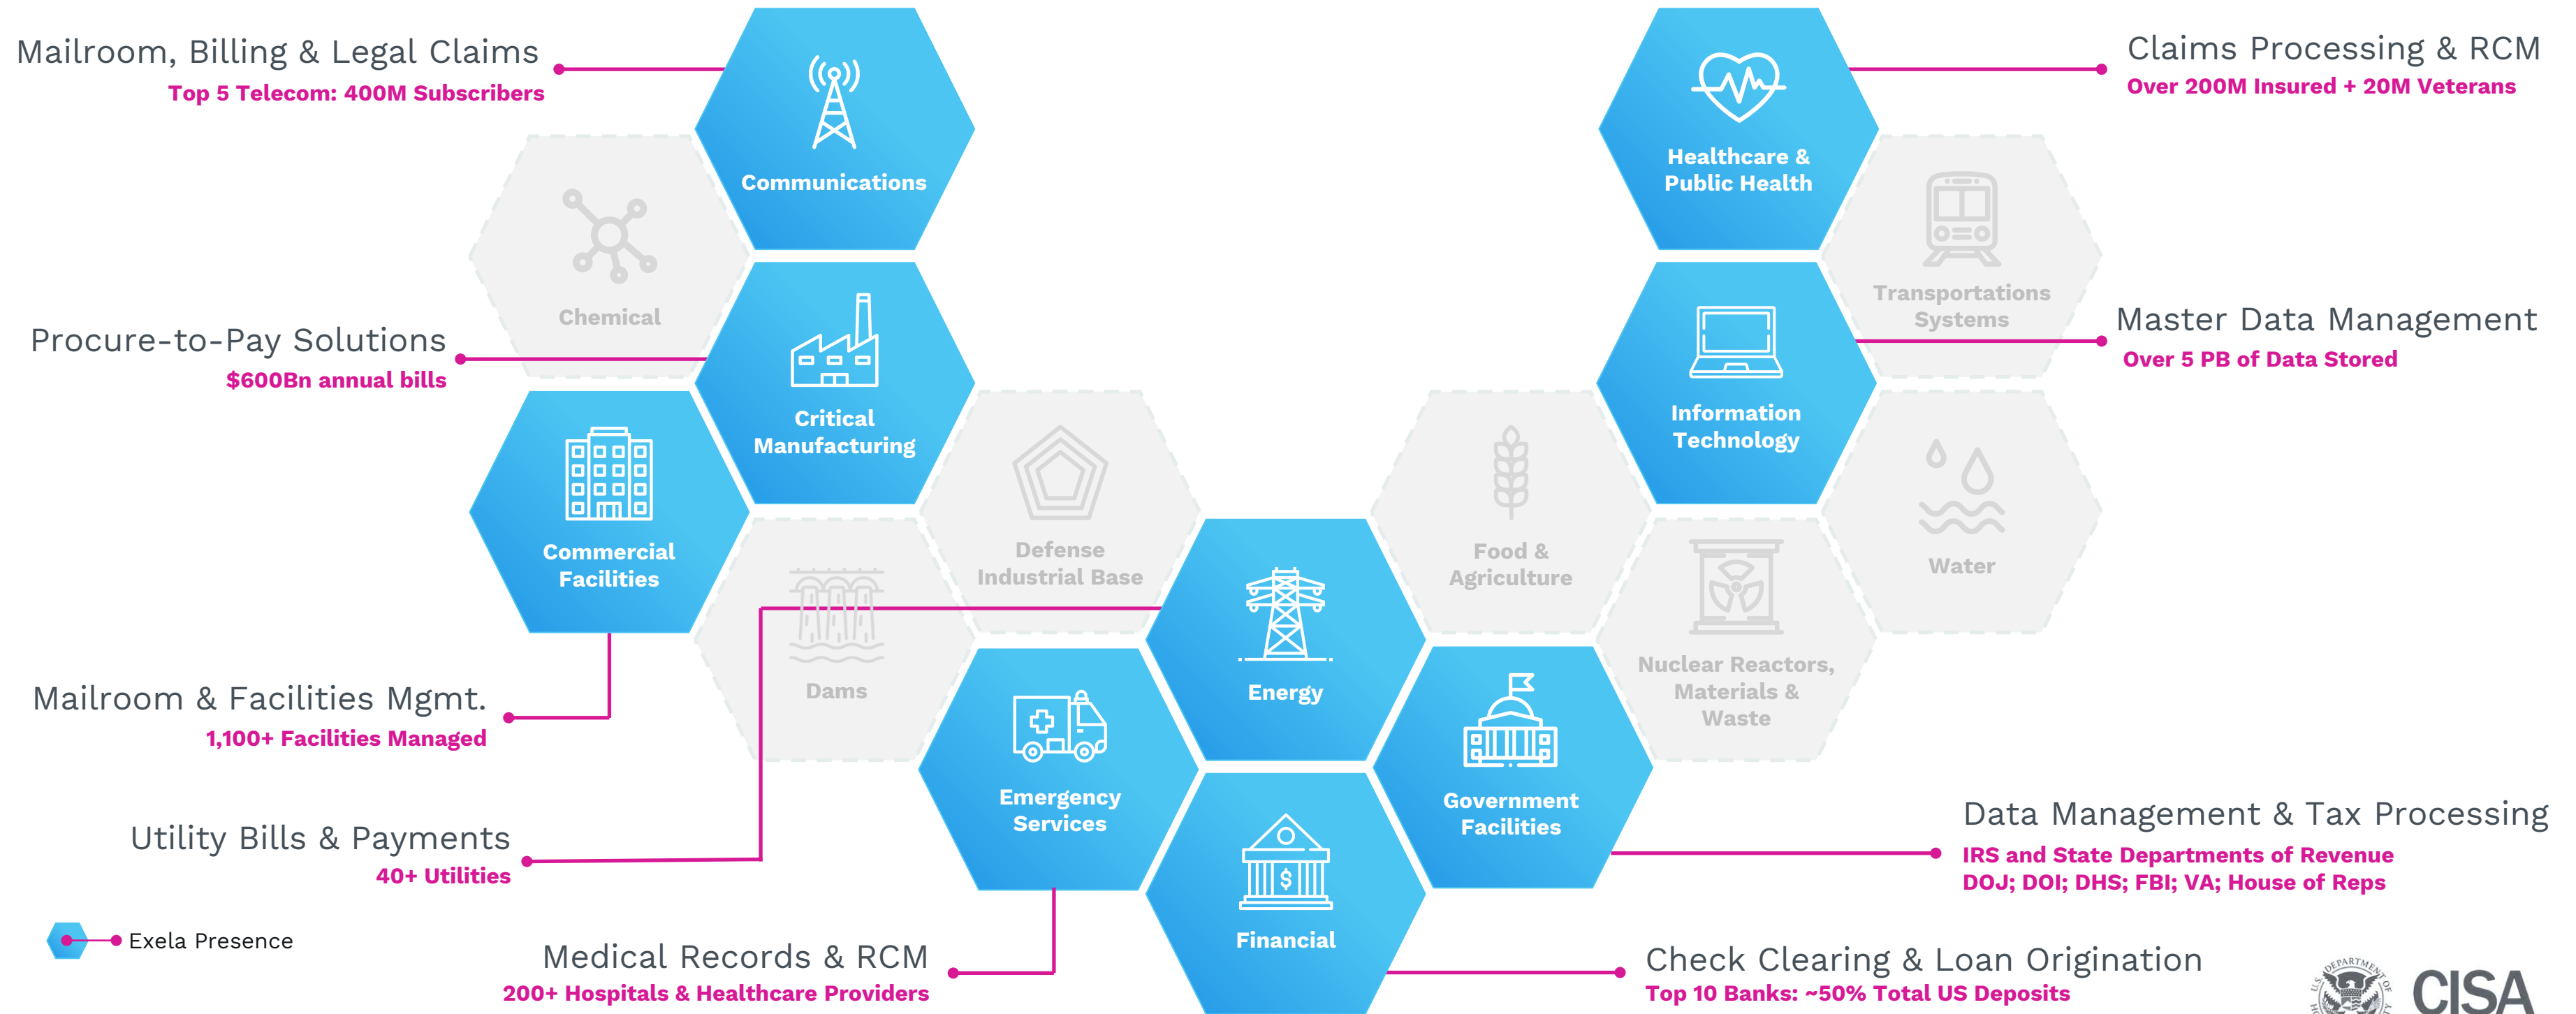 Mailroom, Billing & Legal Claims
Top 5 Telecom: 400M Subscribers
Communications
Healthcare &
Public Health
Claims Processing & RCM
Over 200M Insured + 20M Veterans
Chemical
Transportations
Systems
Procure-to-Pay Solutions
$600Bn annual bills
Critical
Manufacturing
Information
Technology
Master Data Management
Over 5 PB of Data Stored
Commercial
Facilities
Defense
Industrial Base
Food &
Agriculture
Water
Dams
Energy
Nuclear Reactors,
Materials &
Waste
Mailroom & Facilities Mgmt.
1,100+ Facilities Managed
Emergency
Services
$
Government
Facilities
Utility Bills & Payments
40+ Utilities
Data Management & Tax Processing
IRS and State Departments of Revenue
DOJ; DOI; DHS; FBI; VA; House of Reps
Exela Presence
Financial
Medical Records & RCM
200+ Hospitals & Healthcare Providers
Check Clearing & Loan Origination
Top 10 Banks: ~50% Total US Deposits
U.S. DEPARTMENT OF
CISA